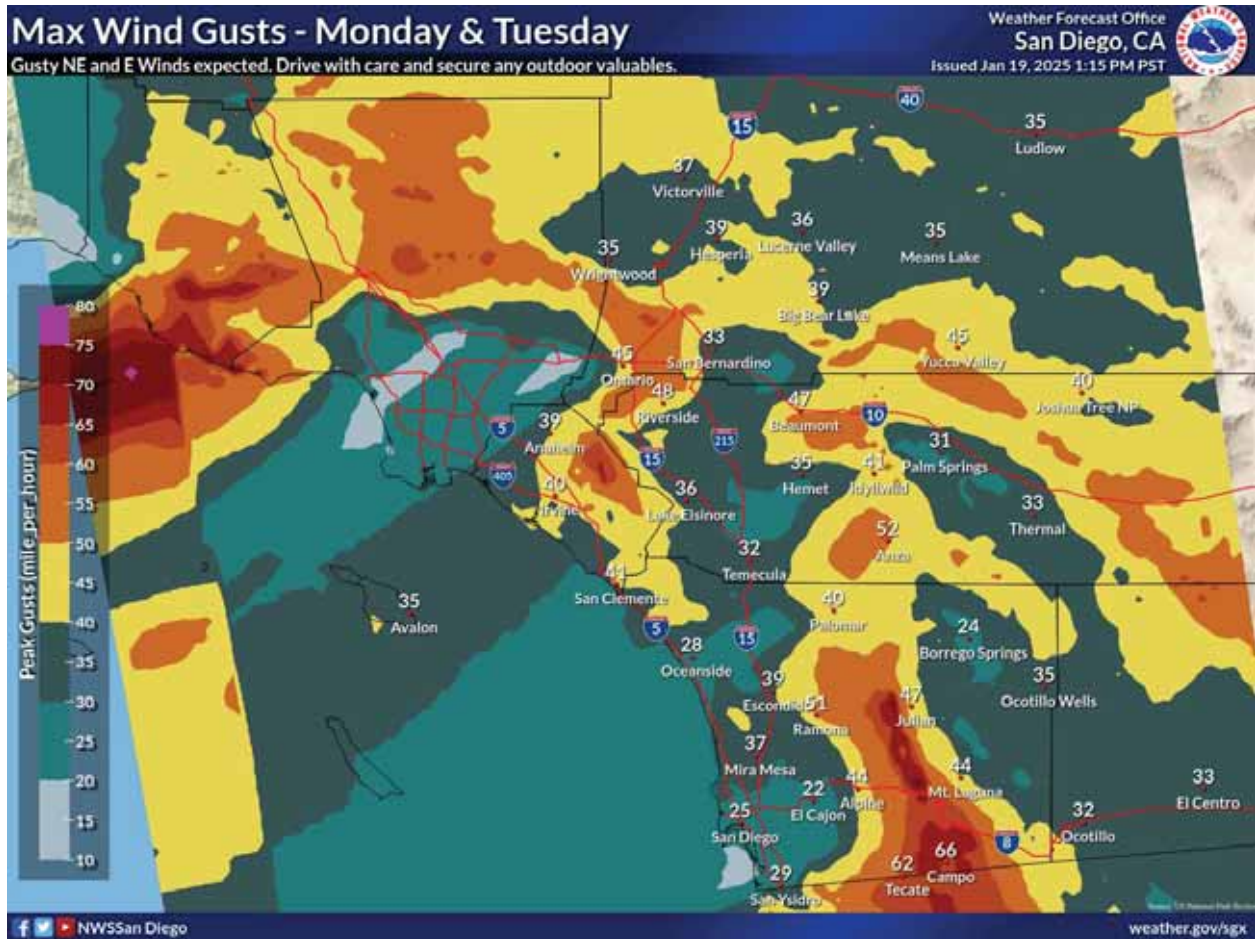 Max Wind Gusts - Monday & Tuesday
Gusty NE and E Winds expected. Drive with care and secure any outdoor valuables.
Weather Forecast Office
San Diego, CA
Issued Jan 19, 2025 1:15 PM PST
40
15
35
Ludlow
37
Victorville
39
Hesperia
36
Lucerne Valley
35
Means Lake
35
Wrightwood
39
Big Bear Lake
33
San Bernardino
45
Yucca Valley
45
Ontario
40
Joshua Tree NP
48
Riverside
47
Beaumont
10
5
39
Anaheim
215
15
31
Palm Springs
405
35
Hemet
41
Idyllwild
40
Irvine
36
Lake Elsinore
33
Thermal
52
Anza
32
Temecula
41
San Clemente
35
Avalon
40
Palomar
5
15
28
Oceanside
24
Borrego Springs
39
Escondido
51
Ramona
47
Julian
35
Ocotillo Wells
37
Mira Mesa
44
Alpine
44
Mt. Laguna
22
El Cajon
33
El Centro
25
San Diego
32
Ocotillo
8
62
Tecate
66
Campo
29
San Ysidro
Peak Gusts (mile_per_hour)
80
75
70
65
60
55
50
45
40
35
30
25
20
15
10
NWSSan Diego
weather.gov/sgx